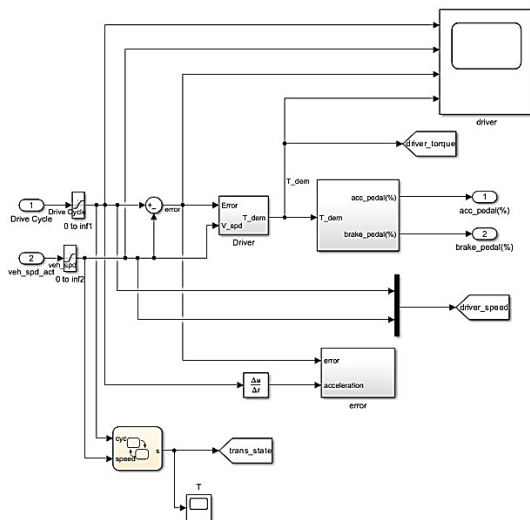 driver
driver_torque
T_dem
1
Drive Cycle
Drive Cycle
0 to inf1
+
-
error
Error
V_spd
T_dem
Driver
T_dem
acc_pedal(%)
brake_pedal(%)
1
acc_pedal(%)
2
brake_pedal(%)
2
veh_spd_act
veh_spd
0 to inf2
driver_speed
error
acceleration
error
Δu
Δt
cyc
speed
s
trans_state
T